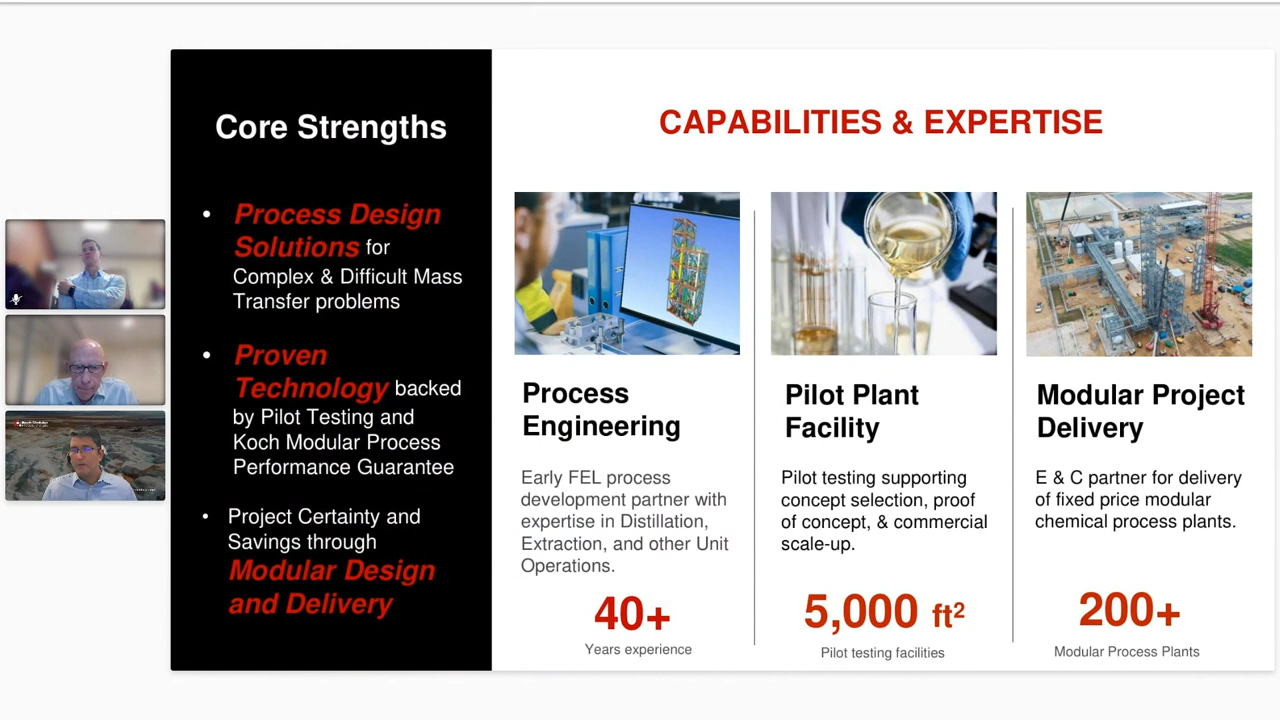 Core Strengths
• Process Design
Solutions for
Complex & Difficult Mass
Transfer problems
• Proven
Technology backed
by Pilot Testing and
Koch Modular Process
Performance Guarantee
• Project Certainty and
Savings through
Modular Design
and Delivery
CAPABILITIES & EXPERTISE
Process
Engineering
Early FEL process
development partner with
expertise in Distillation,
Extraction, and other Unit
Operations.
40+
Years experience
Pilot Plant
Facility
Pilot testing supporting
concept selection, proof
of concept, & commercial
scale-up.
5,000 ft²
Pilot testing facilities
Modular Project
Delivery
E & C partner for delivery
of fixed price modular
chemical process plants.
200+
Modular Process Plants